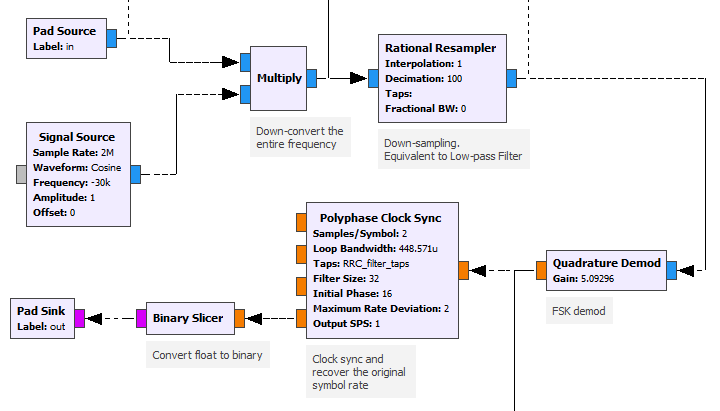 Pad Source
Label: in
Multiply
Down-convert the
entire frequency
Rational Resampler
Interpolation: 1
Decimation: 100
Taps:
Fractional BW: 0
Down-sampling.
Equivalent to Low-pass Filter
Signal Source
Sample Rate: 2M
Waveform: Cosine
Frequency: -30k
Amplitude: 1
Offset: 0
Polyphase Clock Sync
Samples/Symbol: 2
Loop Bandwidth: 448.571u
Taps: RRC_filter_taps
Filter Size: 32
Initial Phase: 16
Maximum Rate Deviation: 2
Output SPS: 1
Clock sync and
recover the original
symbol rate
Quadrature Demod
Gain: 5.09296
FSK demod
Pad Sink
Label: out
Binary Slicer
Convert float to binary